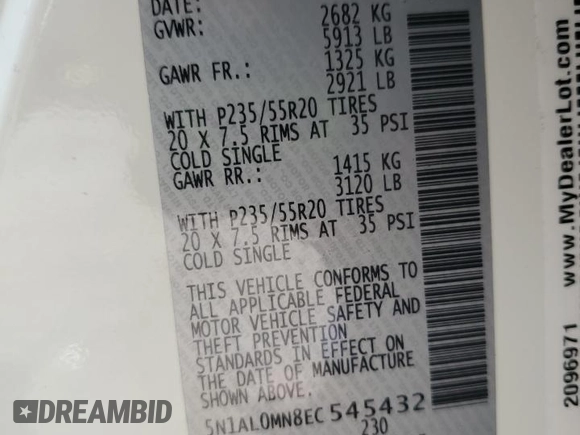 DATE:
GVWR: 2682 KG
5913 LB
GAWR FR.: 1325 KG
2921 LB
WITH P235/55R20 TIRES
20 X 7.5 RIMS AT 35 PSI
COLD SINGLE
GAWR RR.: 1415 KG
3120 LB
WITH P235/55R20 TIRES
20 X 7.5 RIMS AT 35 PSI
COLD SINGLE
THIS VEHICLE CONFORMS TO
ALL APPLICABLE FEDERAL
MOTOR VEHICLE SAFETY AND
THEFT PREVENTION
STANDARDS IN EFFECT ON
THE DATE OF MANUFACTURE
SHOWN ABOVE.
5N1AL0MN8EC545432
230
www.MyDealerLot.com
2096971
DREAMBID